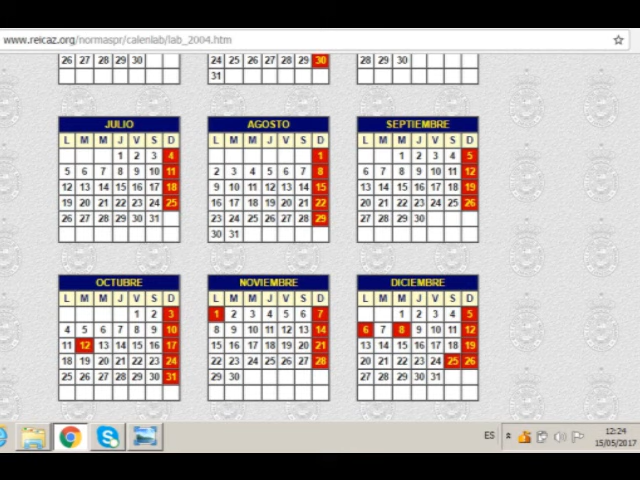 www.reicaz.org/normaspr/calenlab/lab_2004.htm
26 27 28 29 30
24 25 26 27 28 29 30
28 29 30
31
JULIO
AGOSTO
SEPTIEMBRE
L M M J V S D
L M M J V S D
L M M J V S D
1 2 3 4
1
1 2 3 4 5
5 6 7 8 9 10 11
2 3 4 5 6 7 8
6 7 8 9 10 11 12
12 13 14 15 16 17 18
9 10 11 12 13 14 15
13 14 15 16 17 18 19
19 20 21 22 23 24 25
16 17 18 19 20 21 22
20 21 22 23 24 25 26
26 27 28 29 30 31
23 24 25 26 27 28 29
27 28 29 30
30 31
OCTUBRE
NOVIEMBRE
DICIEMBRE
L M M J V S D
L M M J V S D
L M M J V S D
1 2 3
1 2 3 4 5 6 7
1 2 3 4 5
4 5 6 7 8 9 10
8 9 10 11 12 13 14
6 7 8 9 10 11 12
11 12 13 14 15 16 17
15 16 17 18 19 20 21
13 14 15 16 17 18 19
18 19 20 21 22 23 24
22 23 24 25 26 27 28
20 21 22 23 24 25 26
25 26 27 28 29 30 31
29 30
27 28 29 30 31
ES
12:24
15/05/2017